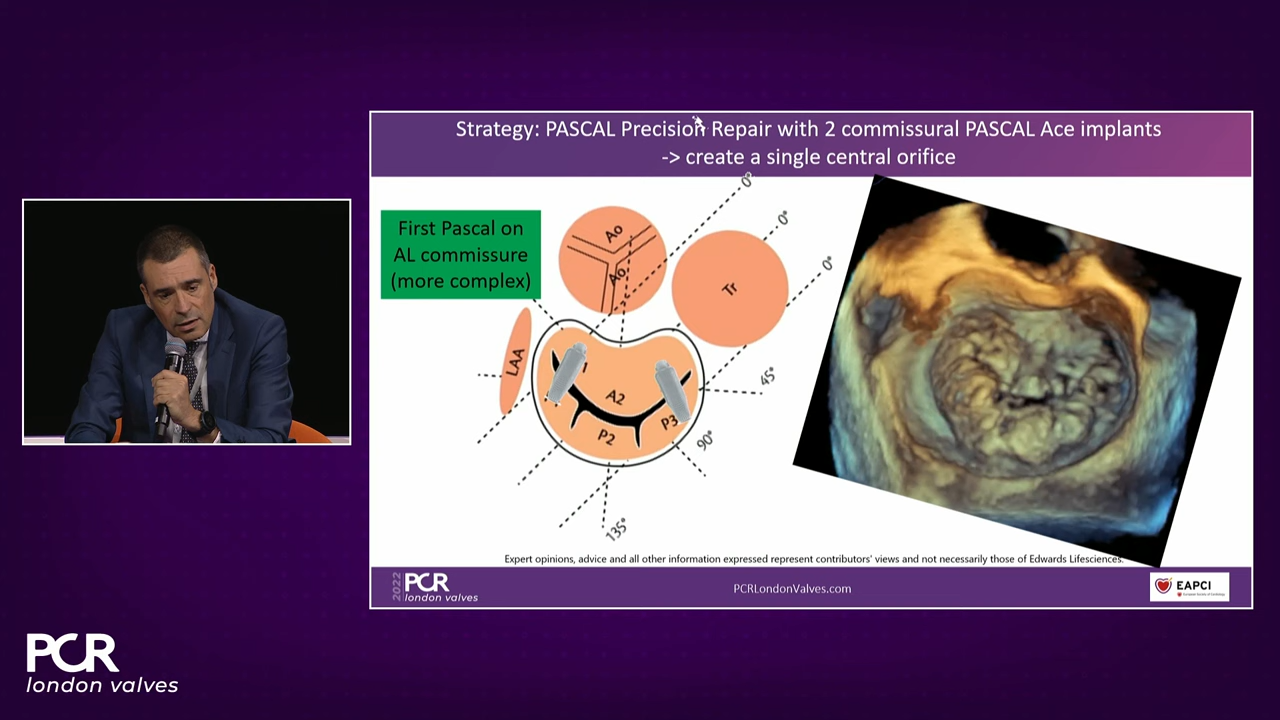 Strategy: PASCAL Precision Repair with 2 commissural PASCAL Ace implants
-> create a single central orifice
First Pascal on
AL commissure
(more complex)
Ao
Ao
Tr
LAA
0°
0°
0°
45°
90°
135°
1
A2
P2
P3
Expert opinions, advice and all other information expressed represent contributors' views and not necessarily those of Edwards Lifesciences.
2022
PCR
london valves
PCRLondonValves.com
EAPCI
PCR
london valves